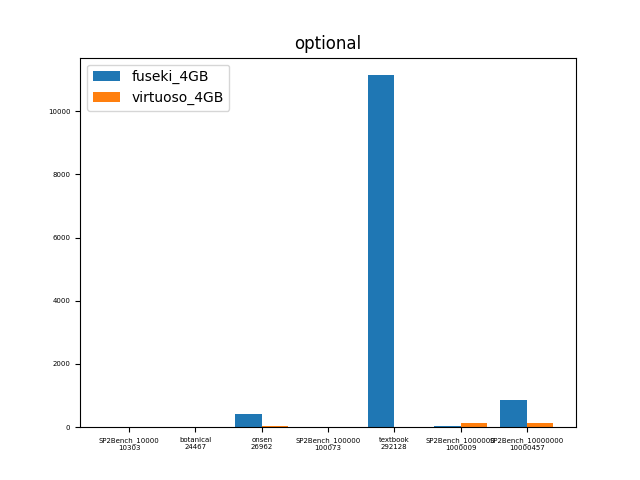 optional
fuseki_4GB
virtuoso_4GB
10000
8000
6000
4000
2000
0
SP2Bench_10000
10303
botanical
24467
onsen
26962
SP2Bench_100000
100073
textbook
292128
SP2Bench_1000000
1000009
SP2Bench_10000000
10000457